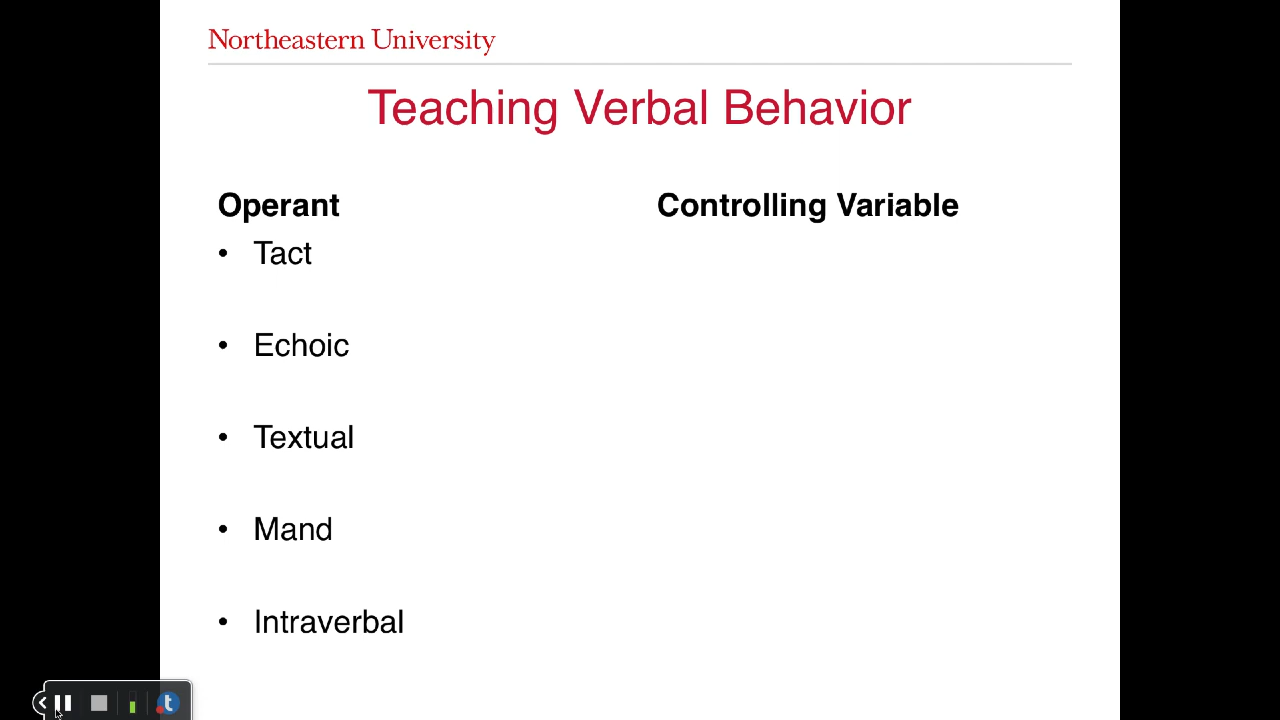 Northeastern University
Teaching Verbal Behavior
Operant
Controlling Variable
• Tact
• Echoic
• Textual
• Mand
• Intraverbal
t